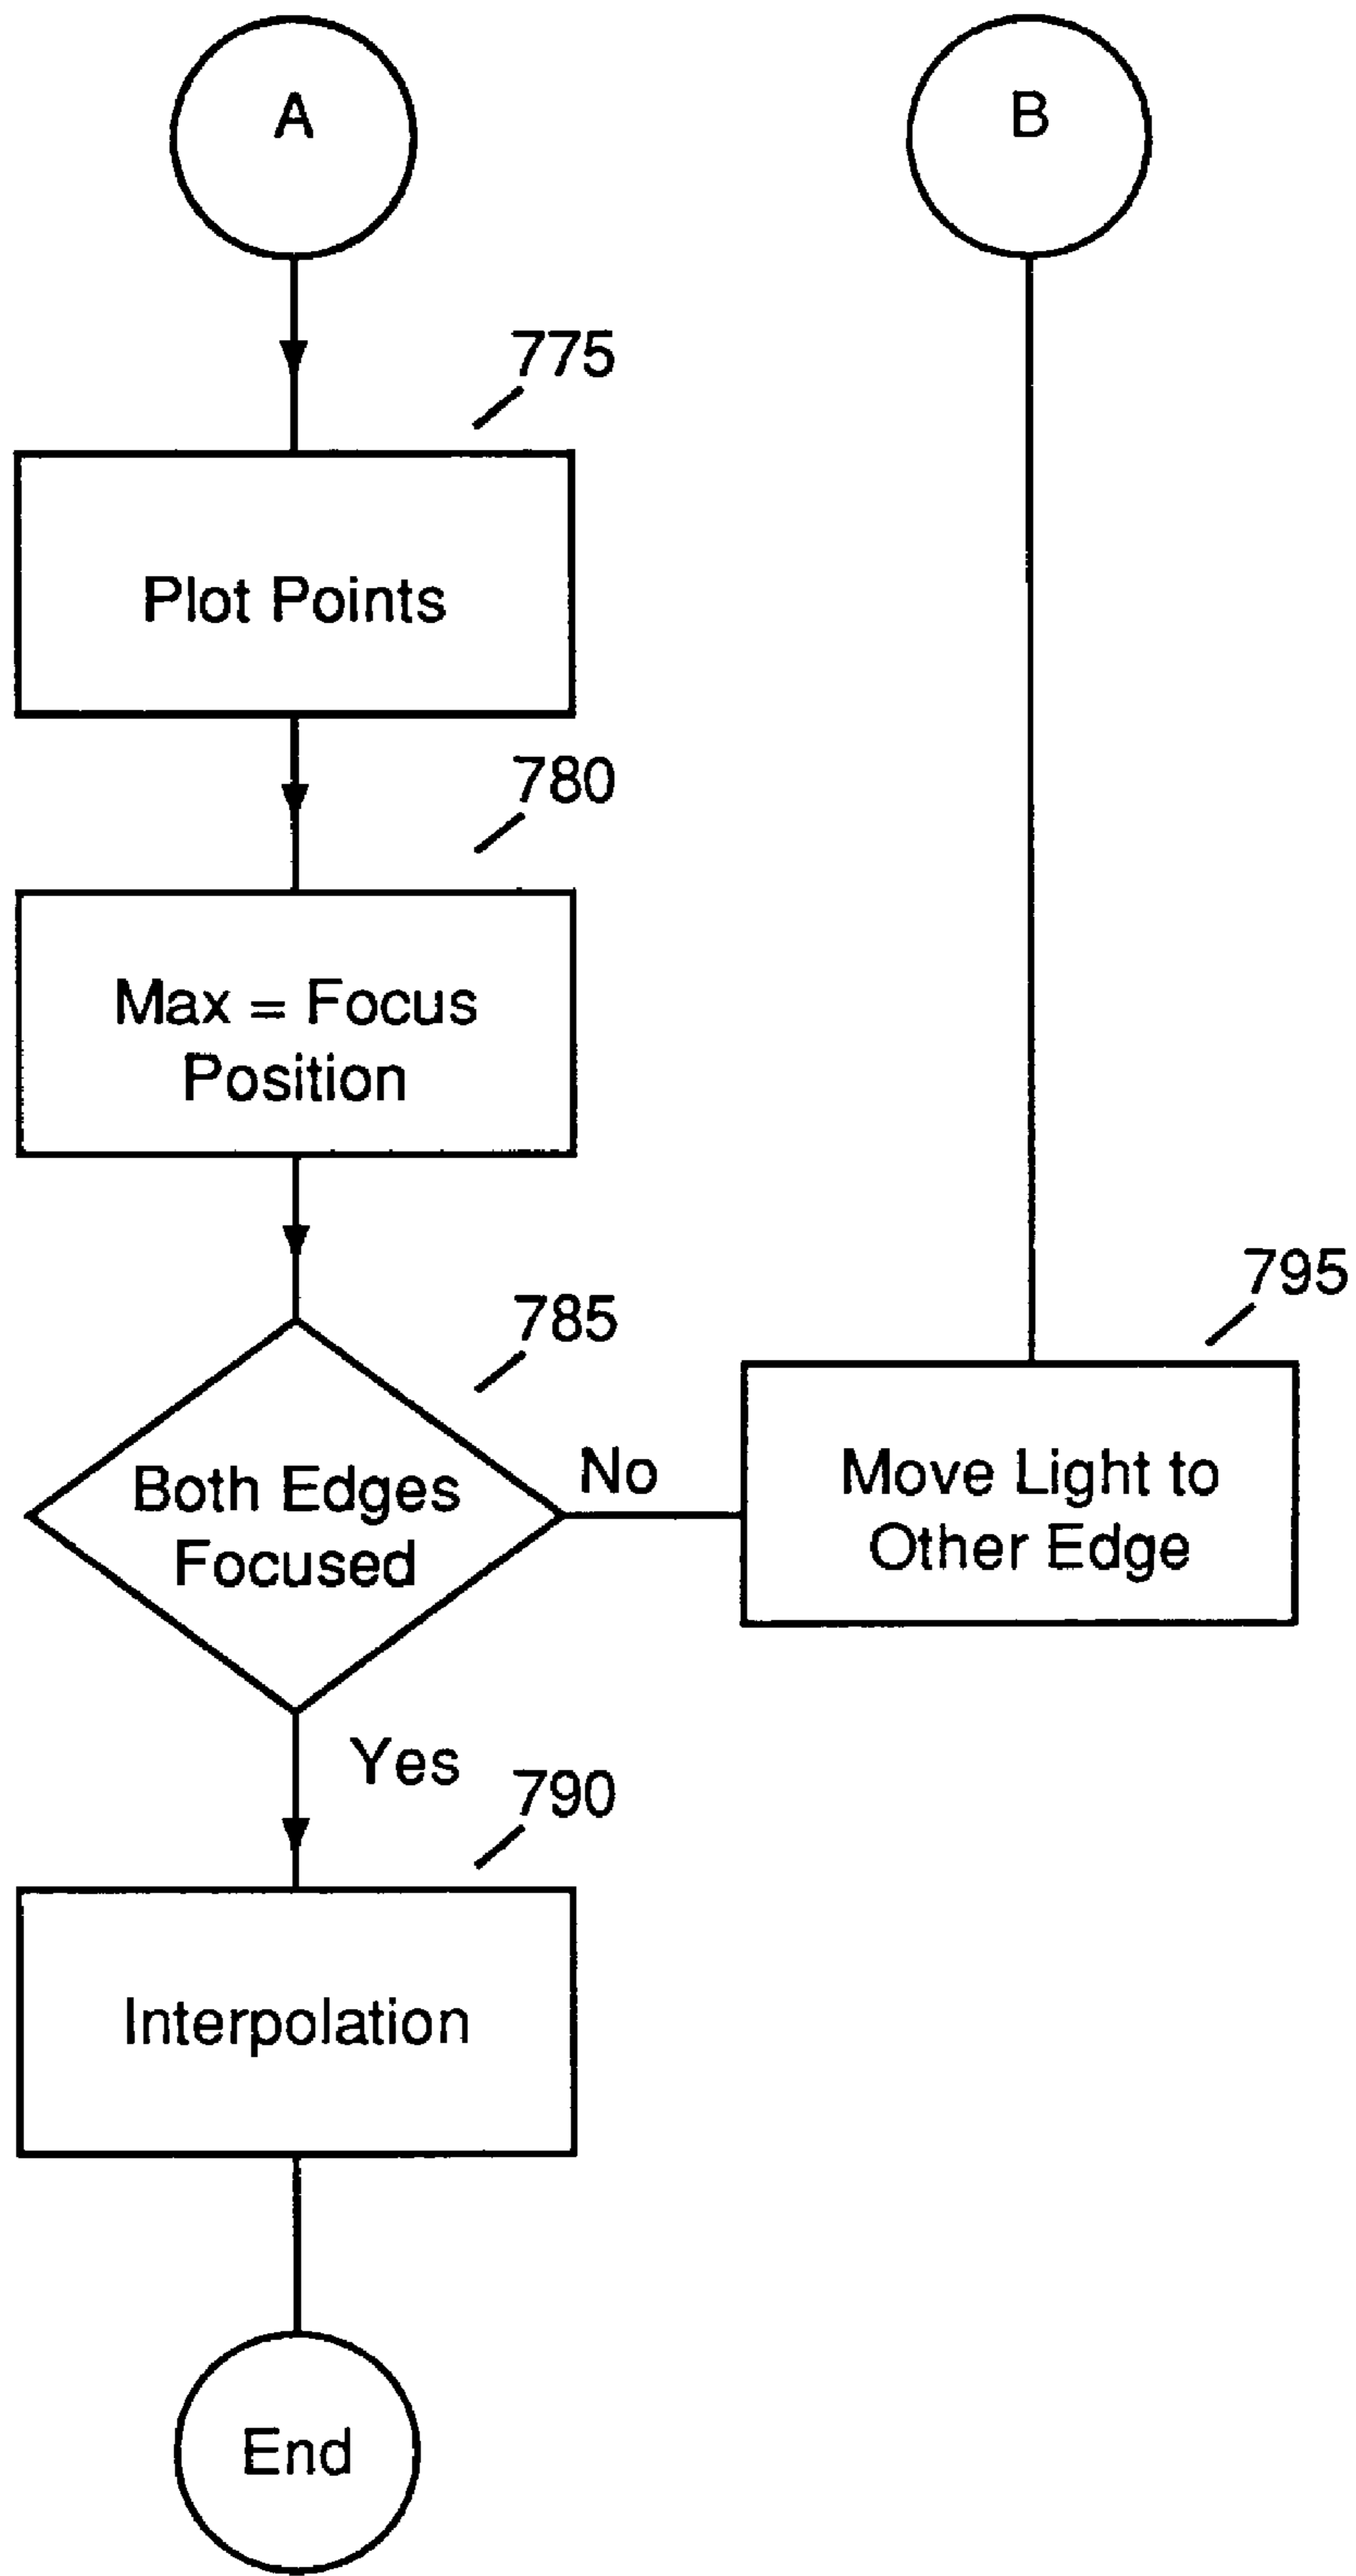 A
B
775
Plot Points
780
Max = Focus
Position
785
Both Edges
Focused
No
795
Move Light to
Other Edge
Yes
790
Interpolation
End